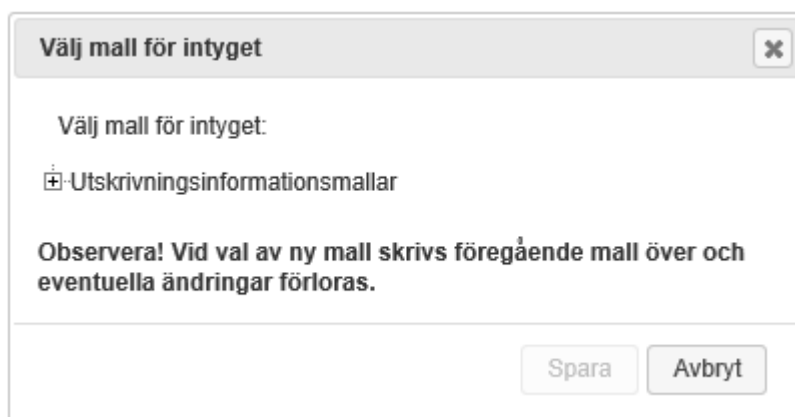 Välj mall för intyget
Välj mall för intyget:
Utskrivningsinformationsmallar
Observera! Vid val av ny mall skrivs föregående mall över och
eventuella ändringar förloras.
Spara Avbryt